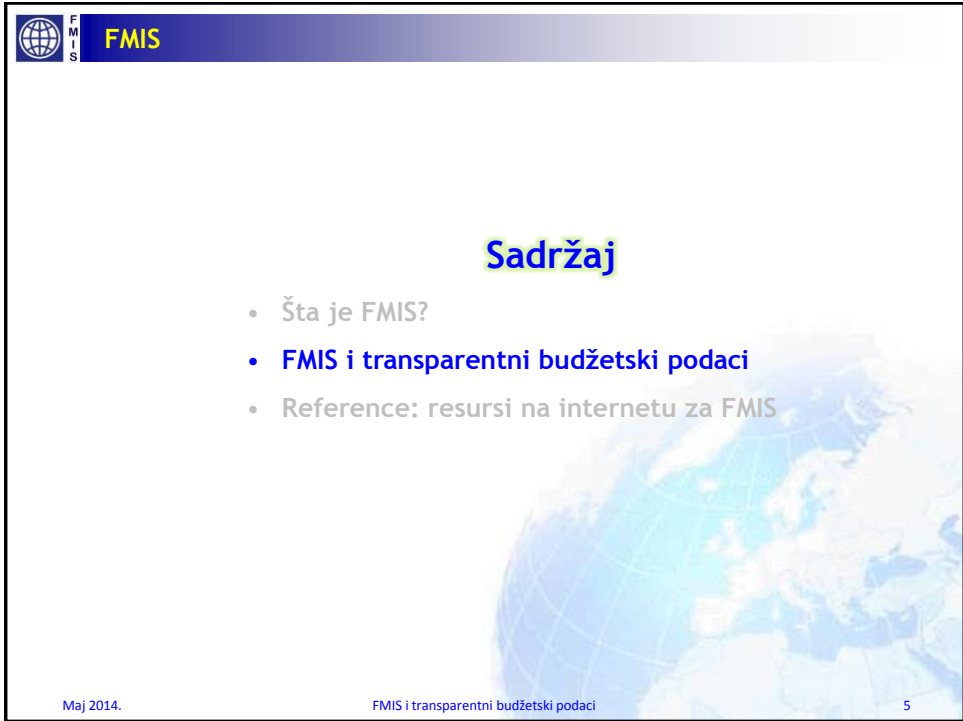 FMIS
FMIS
Sadržaj
• Šta je FMIS?
• FMIS i transparentni budžetski podaci
• Reference: resursi na internetu za FMIS
Maj 2014.
FMIS i transparentni budžetski podaci
5